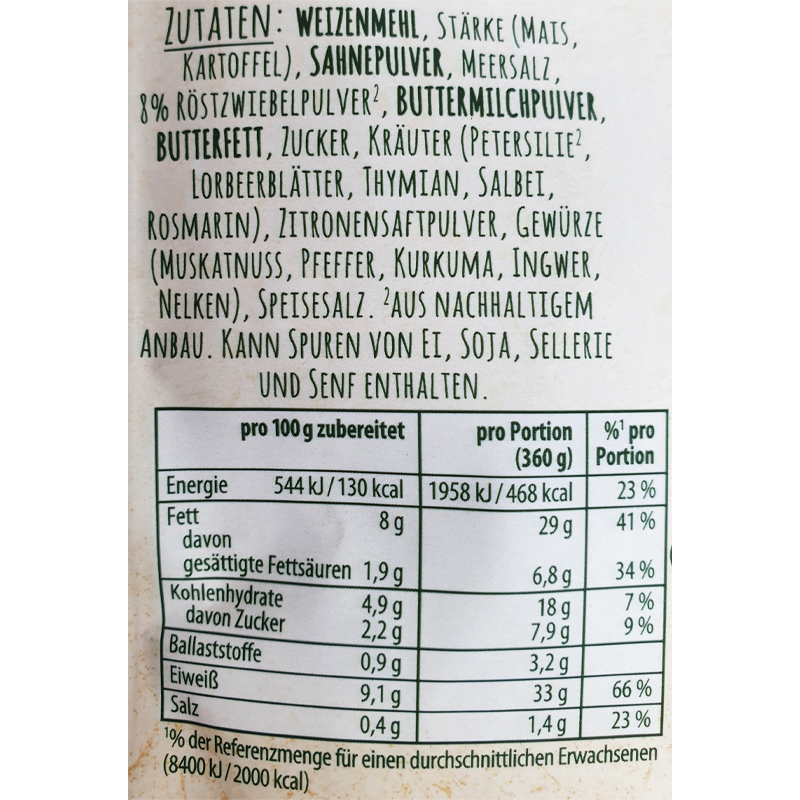 ZUTATEN: WEIZENMEHL, STÄRKE (MAIS,
KARTOFFEL), SAHNEPULVER, MEERSALZ,
8% RÖSTZWIEBELPULVER², BUTTERMILCHPULVER,
BUTTERFETT, ZUCKER, KRÄUTER (PETERSILIE²,
LORBEERBLÄTTER, THYMIAN, SALBEI,
ROSMARIN), ZITRONENSAFTPULVER, GEWÜRZE
(MUSKATNUSS, PFEFFER, KURKUMA, INGWER,
NELKEN), SPEISESALZ. ²AUS NACHHALTIGEM
ANBAU. KANN SPUREN VON EI, SOJA, SELLERIE
UND SENF ENTHALTEN.
pro 100 g zubereitet pro Portion %¹ pro
(360 g) Portion
Energie 544 kJ / 130 kcal 1958 kJ / 468 kcal 23 %
Fett 8 g 29 g 41 %
davon
gesättigte Fettsäuren 1,9 g 6,8 g 34 %
Kohlenhydrate 4,9 g 18 g 7 %
davon Zucker 2,2 g 7,9 g 9 %
Ballaststoffe 0,9 g 3,2 g
Eiweiß 9,1 g 33 g 66 %
Salz 0,4 g 1,4 g 23 %
¹% der Referenzmenge für einen durchschnittlichen Erwachsenen
(8400 kJ / 2000 kcal)